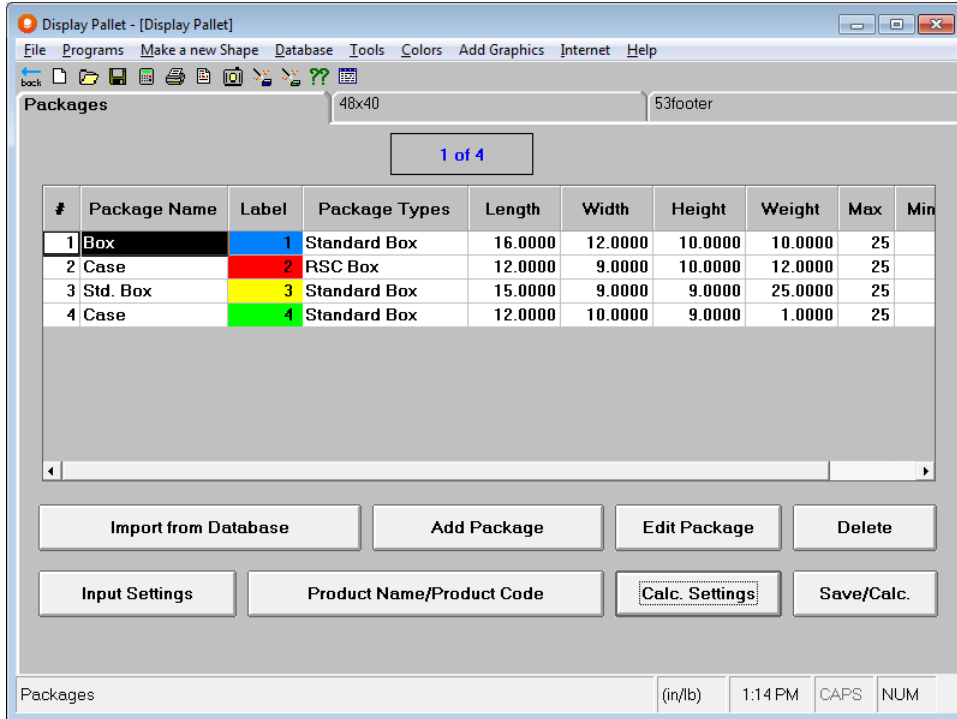 Display Pallet - [Display Pallet]
File Programs Make a new Shape Database Tools Colors Add Graphics Internet Help
back ??
Packages 48x40 53footer
1 of 4
# Package Name Label Package Types Length Width Height Weight Max Min
1 Box 1 Standard Box 16.0000 12.0000 10.0000 10.0000 25
2 Case 2 RSC Box 12.0000 9.0000 10.0000 12.0000 25
3 Std. Box 3 Standard Box 15.0000 9.0000 9.0000 25.0000 25
4 Case 4 Standard Box 12.0000 10.0000 9.0000 1.0000 25
Import from Database Add Package Edit Package Delete
Input Settings Product Name/Product Code Calc. Settings Save/Calc.
Packages (in/lb) 1:14 PM CAPS NUM